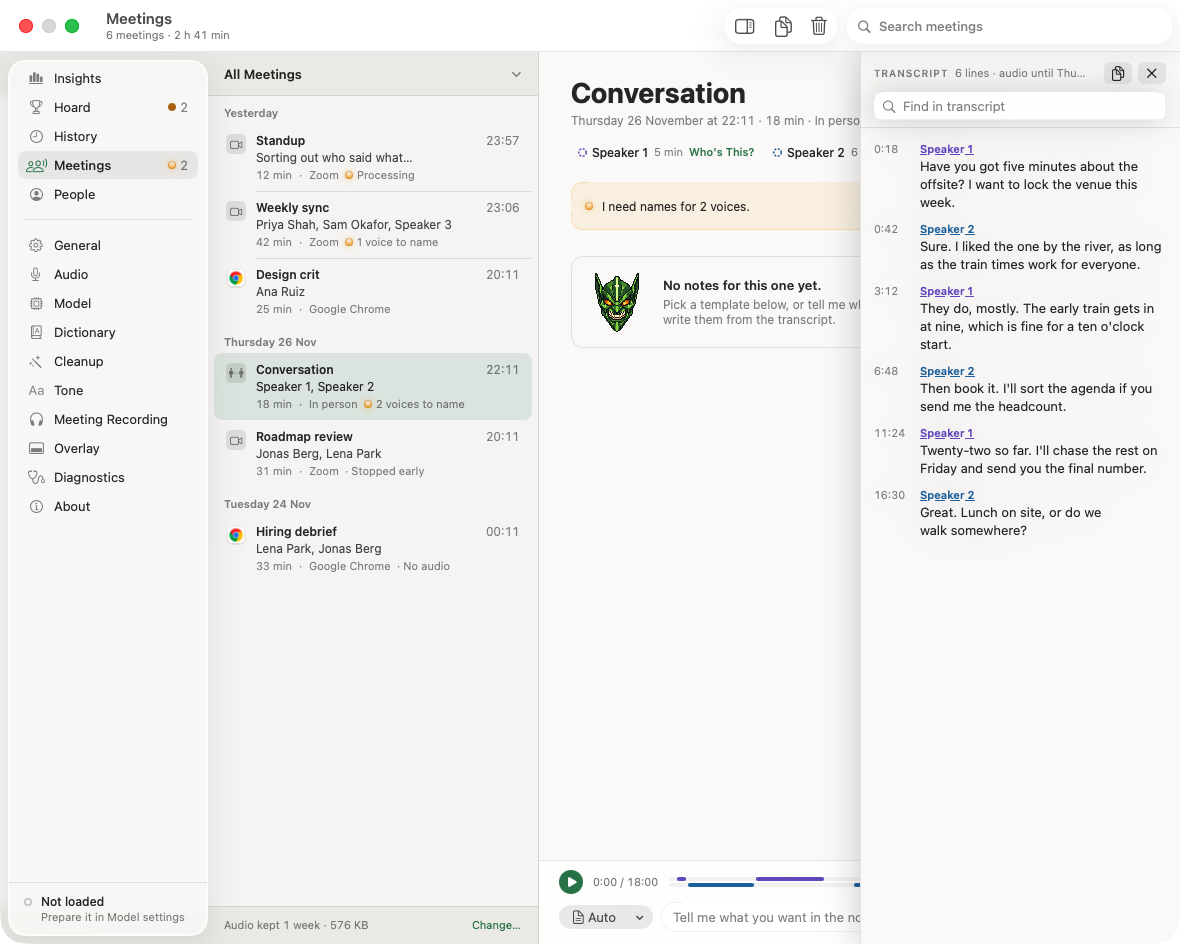 Meetings
6 meetings · 2 h 41 min
Search meetings
Insights
Hoard 2
History
Meetings 2
People
General
Audio
Model
Dictionary
Cleanup
Aa Tone
Meeting Recording
Overlay
Diagnostics
About
Not loaded
Prepare it in Model settings
All Meetings
Yesterday
Standup 23:57
Sorting out who said what...
12 min · Zoom Processing
Weekly sync 23:06
Priya Shah, Sam Okafor, Speaker 3
42 min · Zoom 1 voice to name
Design crit 20:11
Ana Ruiz
25 min · Google Chrome
Thursday 26 Nov
Conversation 22:11
Speaker 1, Speaker 2
18 min · In person 2 voices to name
Roadmap review 20:11
Jonas Berg, Lena Park
31 min · Zoom · Stopped early
Tuesday 24 Nov
Hiring debrief 00:11
Lena Park, Jonas Berg
33 min · Google Chrome · No audio
Audio kept 1 week · 576 KB Change...
Conversation
Thursday 26 November at 22:11 · 18 min · In perso
Speaker 1 5 min Who's This? Speaker 2 6
I need names for 2 voices.
No notes for this one yet.
Pick a template below, or tell me wh
write them from the transcript.
0:00 / 18:00
Auto Tell me what you want in the no
TRANSCRIPT 6 lines · audio until Thu...
Find in transcript
0:18 Speaker 1
Have you got five minutes about the
offsite? I want to lock the venue this
week.
0:42 Speaker 2
Sure. I liked the one by the river, as long
as the train times work for everyone.
3:12 Speaker 1
They do, mostly. The early train gets in
at nine, which is fine for a ten o'clock
start.
6:48 Speaker 2
Then book it. I'll sort the agenda if you
send me the headcount.
11:24 Speaker 1
Twenty-two so far. I'll chase the rest on
Friday and send you the final number.
16:30 Speaker 2
Great. Lunch on site, or do we
walk somewhere?